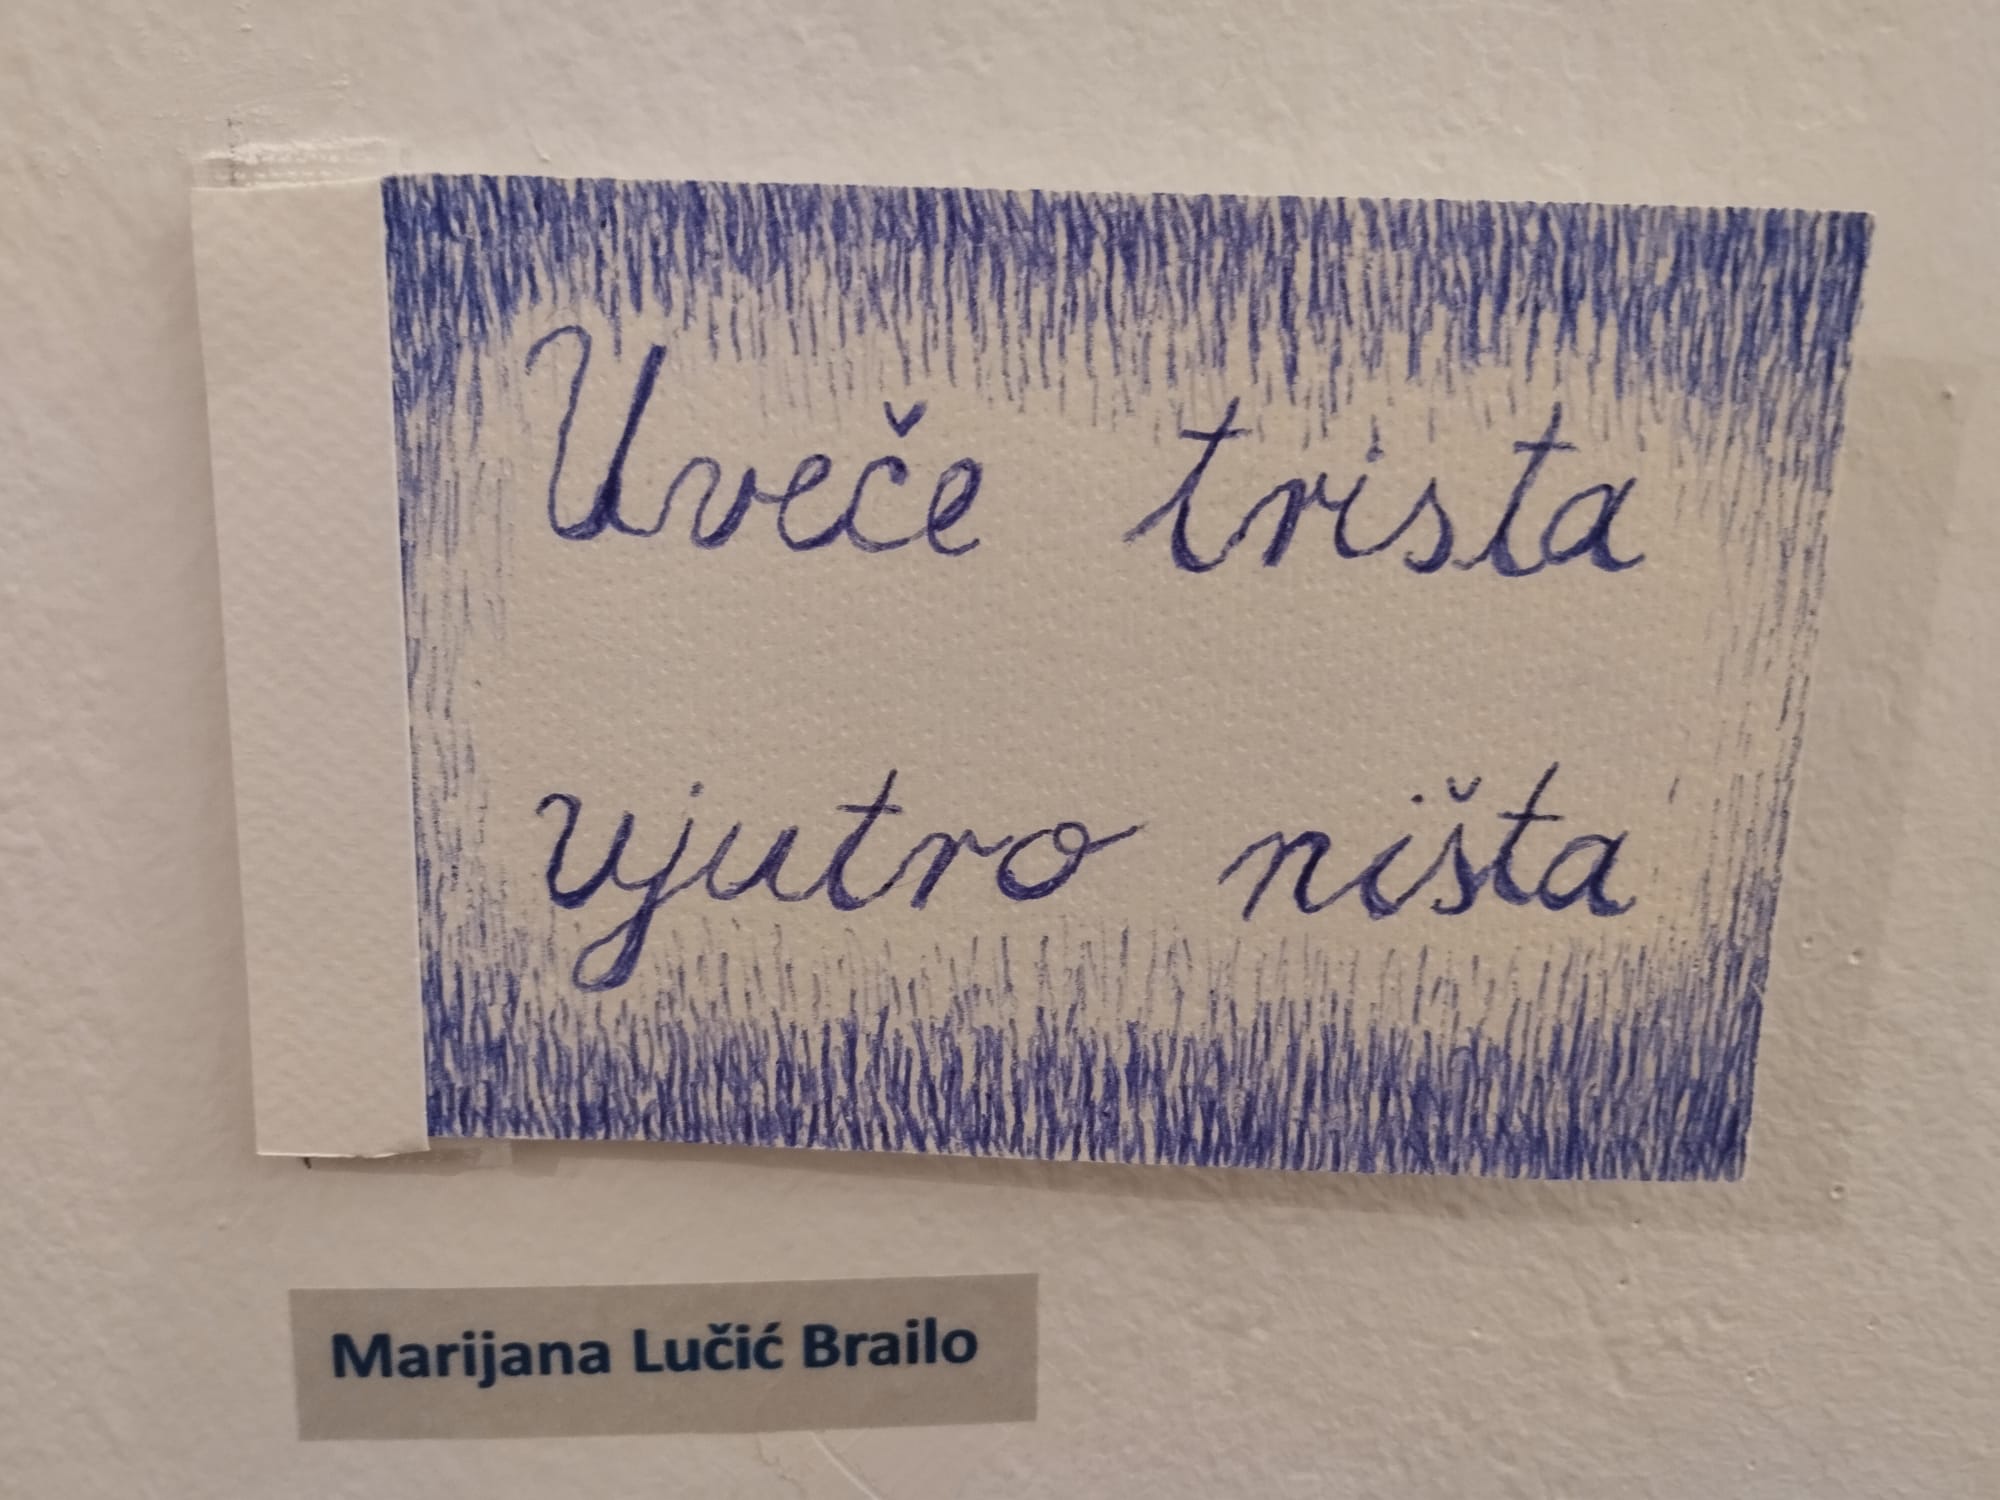 Uveče trista
ujutro ništa
Marijana Lučić Brailo